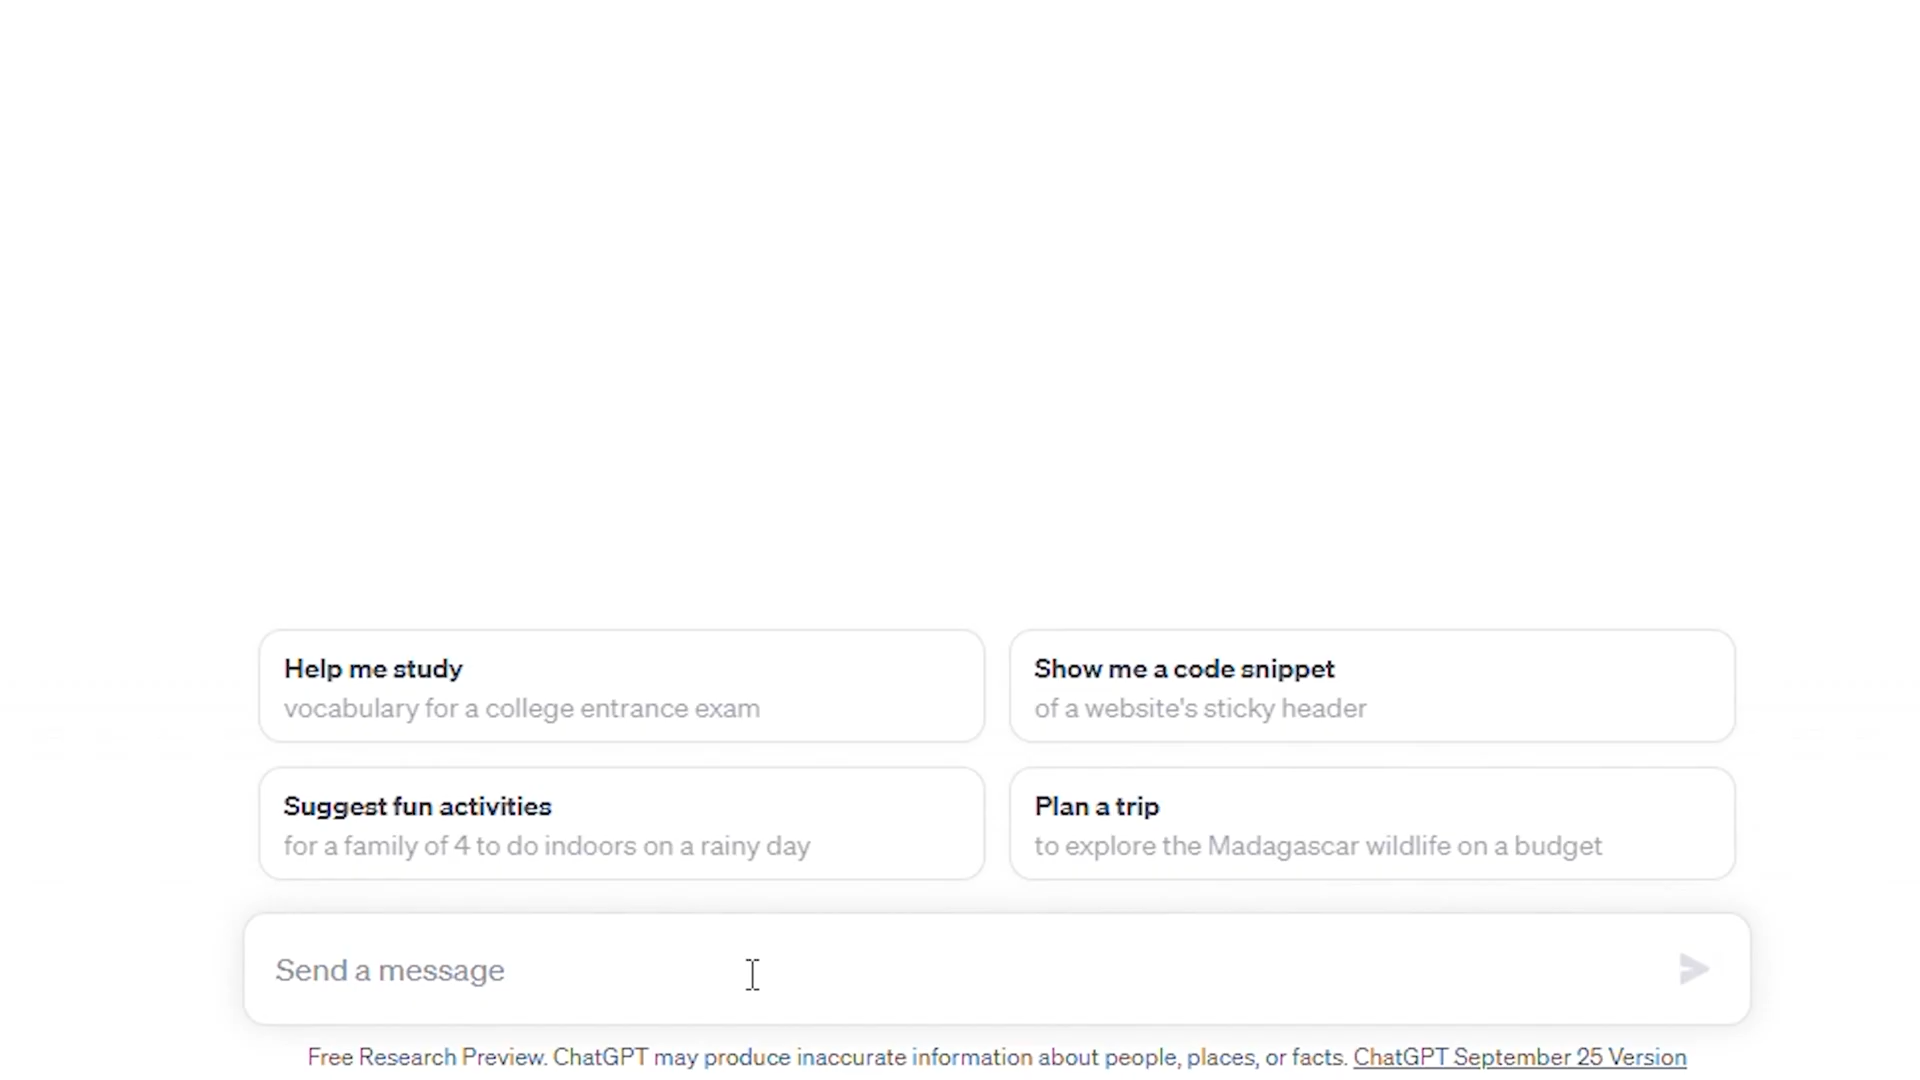 Help me study
vocabulary for a college entrance exam
Show me a code snippet
of a website's sticky header
Suggest fun activities
for a family of 4 to do indoors on a rainy day
Plan a trip
to explore the Madagascar wildlife on a budget
Send a message
Free Research Preview. ChatGPT may produce inaccurate information about people, places, or facts. ChatGPT September 25 Version